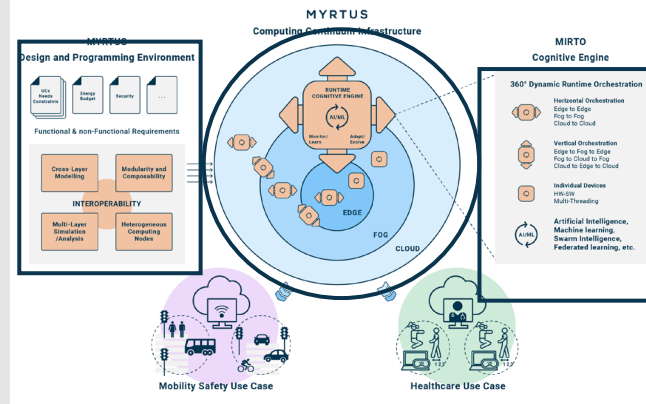 MYRTUS
Computing Continuum Infrastructure
MYRTUS
Design and Programming Environment
UCs
Needs
Constraints
Energy
Budget
Security
. . .
Functional & non-Functional Requirements
Cross-Layer
Modelling
Modularity and
Composability
INTEROPERABILITY
Multi-Layer
Simulation
/Analysis
Heterogeneous
Computing
Nodes
RUNTIME
COGNITIVE ENGINE
AI/ML
Monitor/
Learn
Adapt/
Evolve
EDGE
FOG
CLOUD
MIRTO
Cognitive Engine
360° Dynamic Runtime Orchestration
Horizontal Orchestration
Edge to Edge
Fog to Fog
Cloud to Cloud
Vertical Orchestration
Edge to Fog to Edge
Fog to Cloud to Fog
Cloud to Edge to Cloud
Individual Devices
HW-SW
Multi-Threading
AI/ML
Artificial Intelligence,
Machine learning,
Swarm Intelligence,
Federated learning, etc.
Mobility Safety Use Case
Healthcare Use Case